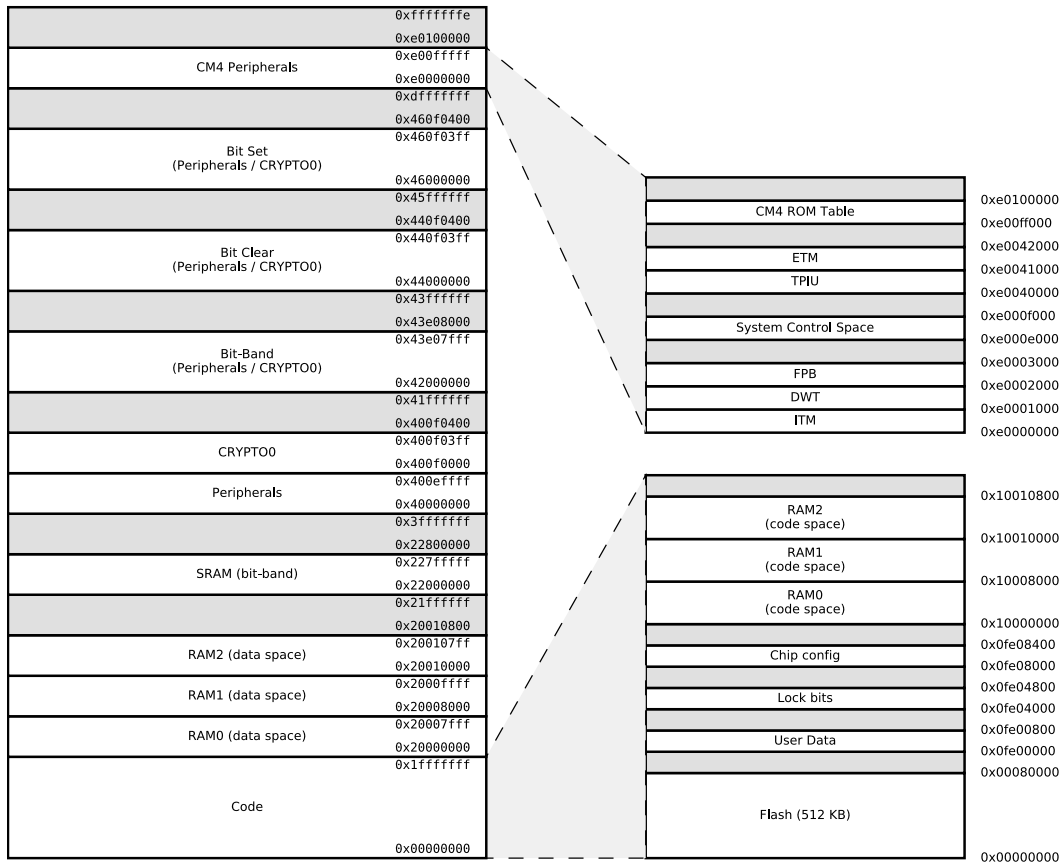 0xfffffffe
0xe0100000
0xe00fffff
CM4 Peripherals
0xe0000000
0xdfffffff
0x460f0400
0x460f03ff
Bit Set
(Peripherals / CRYPTO0)
0x46000000
0x45ffffff
0x440f0400
0x440f03ff
Bit Clear
(Peripherals / CRYPTO0)
0x44000000
0x43ffffff
0x43e08000
0x43e07fff
Bit-Band
(Peripherals / CRYPTO0)
0x42000000
0x41ffffff
0x400f0400
0x400f03ff
CRYPTO0
0x400f0000
0x400effff
Peripherals
0x40000000
0x3fffffff
0x22800000
0x227fffff
SRAM (bit-band)
0x22000000
0x21ffffff
0x20010800
0x200107ff
RAM2 (data space)
0x20010000
0x2000ffff
RAM1 (data space)
0x20008000
0x20007fff
RAM0 (data space)
0x20000000
0x1fffffff
Code
0x00000000
0xe0100000
CM4 ROM Table
0xe00ff000
0xe0042000
ETM
0xe0041000
TPIU
0xe0040000
0xe000f000
System Control Space
0xe000e000
0xe0003000
FPB
0xe0002000
DWT
0xe0001000
ITM
0xe0000000
0x10010800
RAM2
(code space)
0x10010000
RAM1
(code space)
0x10008000
RAM0
(code space)
0x10000000
0x0fe08400
Chip config
0x0fe08000
0x0fe04800
Lock bits
0x0fe04000
0x0fe00800
User Data
0x0fe00000
0x00080000
Flash (512 KB)
0x00000000